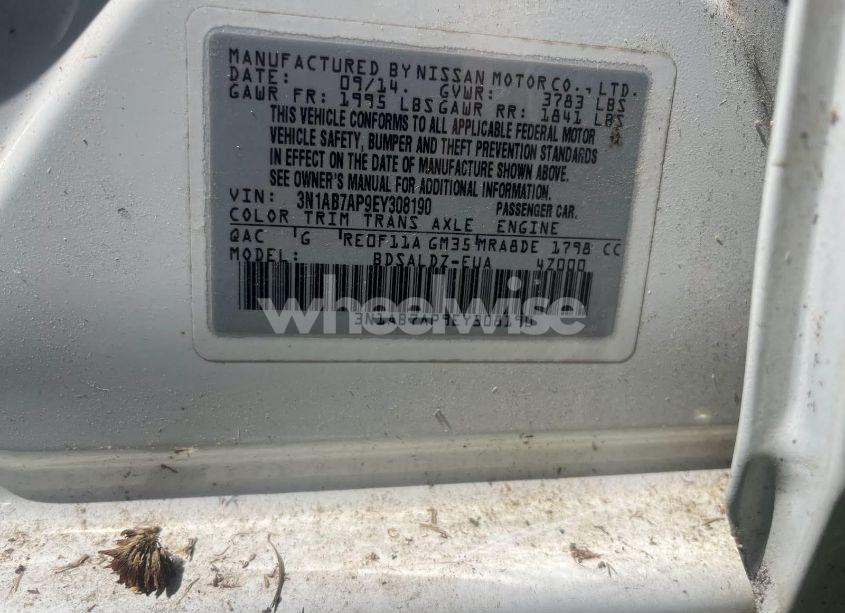 MANUFACTURED BY NISSAN MOTOR CO., LTD.
DATE: 09/14. GVWR: 3783 LBS
GAWR FR: 1995 LBS GAWR RR: 1841 LBS
THIS VEHICLE CONFORMS TO ALL APPLICABLE FEDERAL MOTOR
VEHICLE SAFETY, BUMPER AND THEFT PREVENTION STANDARDS
IN EFFECT ON THE DATE OF MANUFACTURE SHOWN ABOVE.
SEE OWNER'S MANUAL FOR ADDITIONAL INFORMATION.
VIN: 3N1AB7AP9EY308190 PASSENGER CAR.
COLOR TRIM TRANS AXLE ENGINE
QAC G RE0F11A GM35 MRA8DE 1798 CC
MODEL: BDSALDZ-EUA 4Z000
wheelwise
3N1AB7AP9EY308190